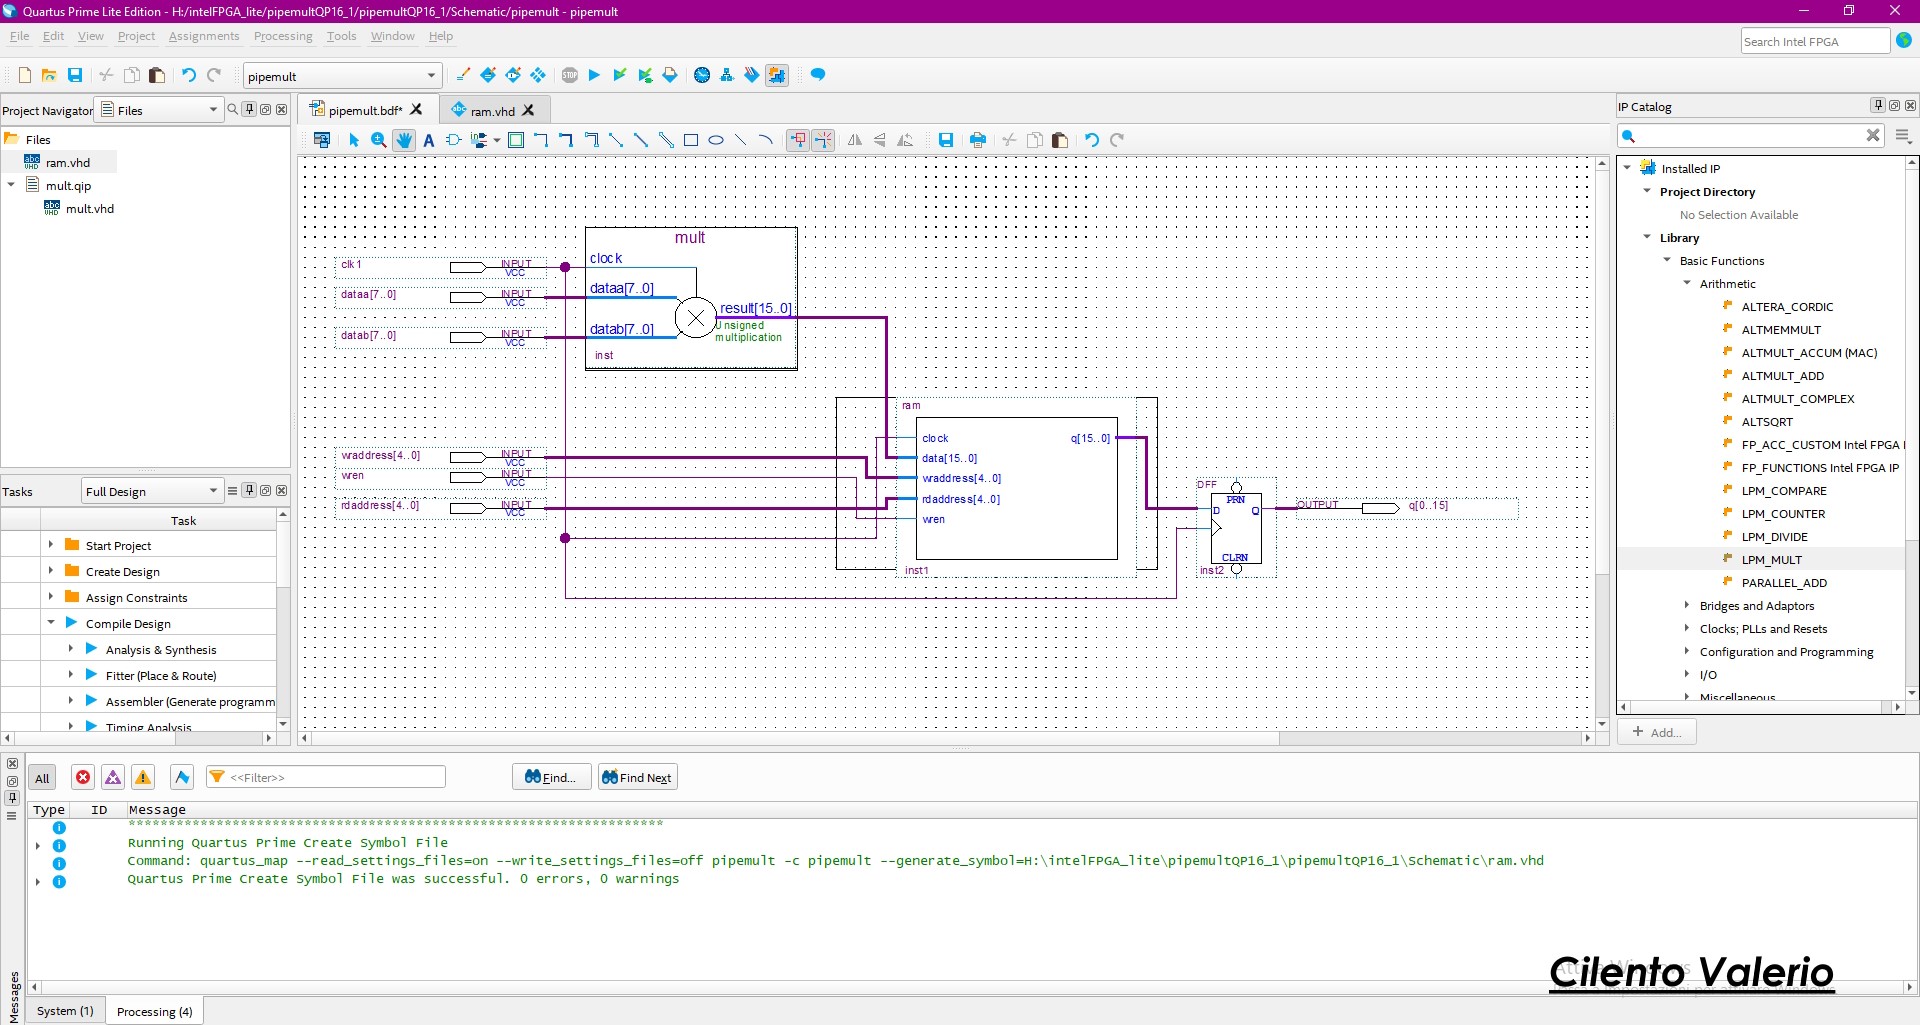 Quartus Prime Lite Edition - H:/intelFPGA_lite/pipemultQP16_1/pipemultQP16_1/Schematic/pipemult - pipemult
File Edit View Project Assignments Processing Tools Window Help
Search Intel FPGA
pipemult
STOP
Project Navigator
Files
Files
ram.vhd
mult.qip
mult.vhd
pipemult.bdf*
ram.vhd
mult
clk1
INPUT
VCC
clock
dataa[7..0]
INPUT
VCC
dataa[7..0]
result[15..0]
datab[7..0]
INPUT
VCC
datab[7..0]
Unsigned
multiplication
inst
ram
wraddress[4..0]
INPUT
VCC
wren
INPUT
VCC
rdaddress[4..0]
INPUT
VCC
clock
q[15..0]
data[15..0]
wraddress[4..0]
rdaddress[4..0]
wren
inst1
DFF
PRN
D
Q
CLRN
inst2
OUTPUT
q[0..15]
Tasks
Full Design
Task
Start Project
Create Design
Assign Constraints
Compile Design
Analysis & Synthesis
Fitter (Place & Route)
Assembler (Generate programm
Timing Analysis
IP Catalog
Installed IP
Project Directory
No Selection Available
Library
Basic Functions
Arithmetic
ALTERA_CORDIC
ALTMEMMULT
ALTMULT_ACCUM (MAC)
ALTMULT_ADD
ALTMULT_COMPLEX
ALTSQRT
FP_ACC_CUSTOM Intel FPGA I
FP_FUNCTIONS Intel FPGA IP
LPM_COMPARE
LPM_COUNTER
LPM_DIVIDE
LPM_MULT
PARALLEL_ADD
Bridges and Adaptors
Clocks; PLLs and Resets
Configuration and Programming
I/O
Miscellaneous
+ Add...
All
<<Filter>>
Find...
Find Next
Type ID Message
*******************************************************************
Running Quartus Prime Create Symbol File
Command: quartus_map --read_settings_files=on --write_settings_files=off pipemult -c pipemult --generate_symbol=H:\intelFPGA_lite\pipemultQP16_1\pipemultQP16_1\Schematic\ram.vhd
Quartus Prime Create Symbol File was successful. 0 errors, 0 warnings
Cilento Valerio
Messages
System (1)
Processing (4)